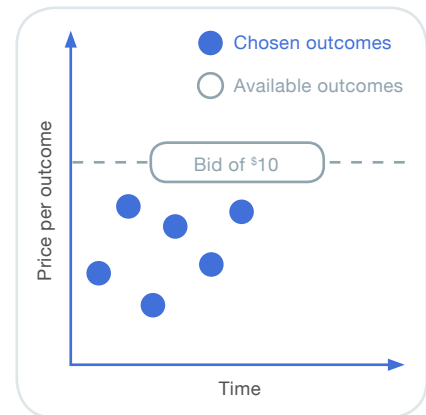 Chosen outcomes
Available outcomes
Bid of $10
Price per outcome
Time